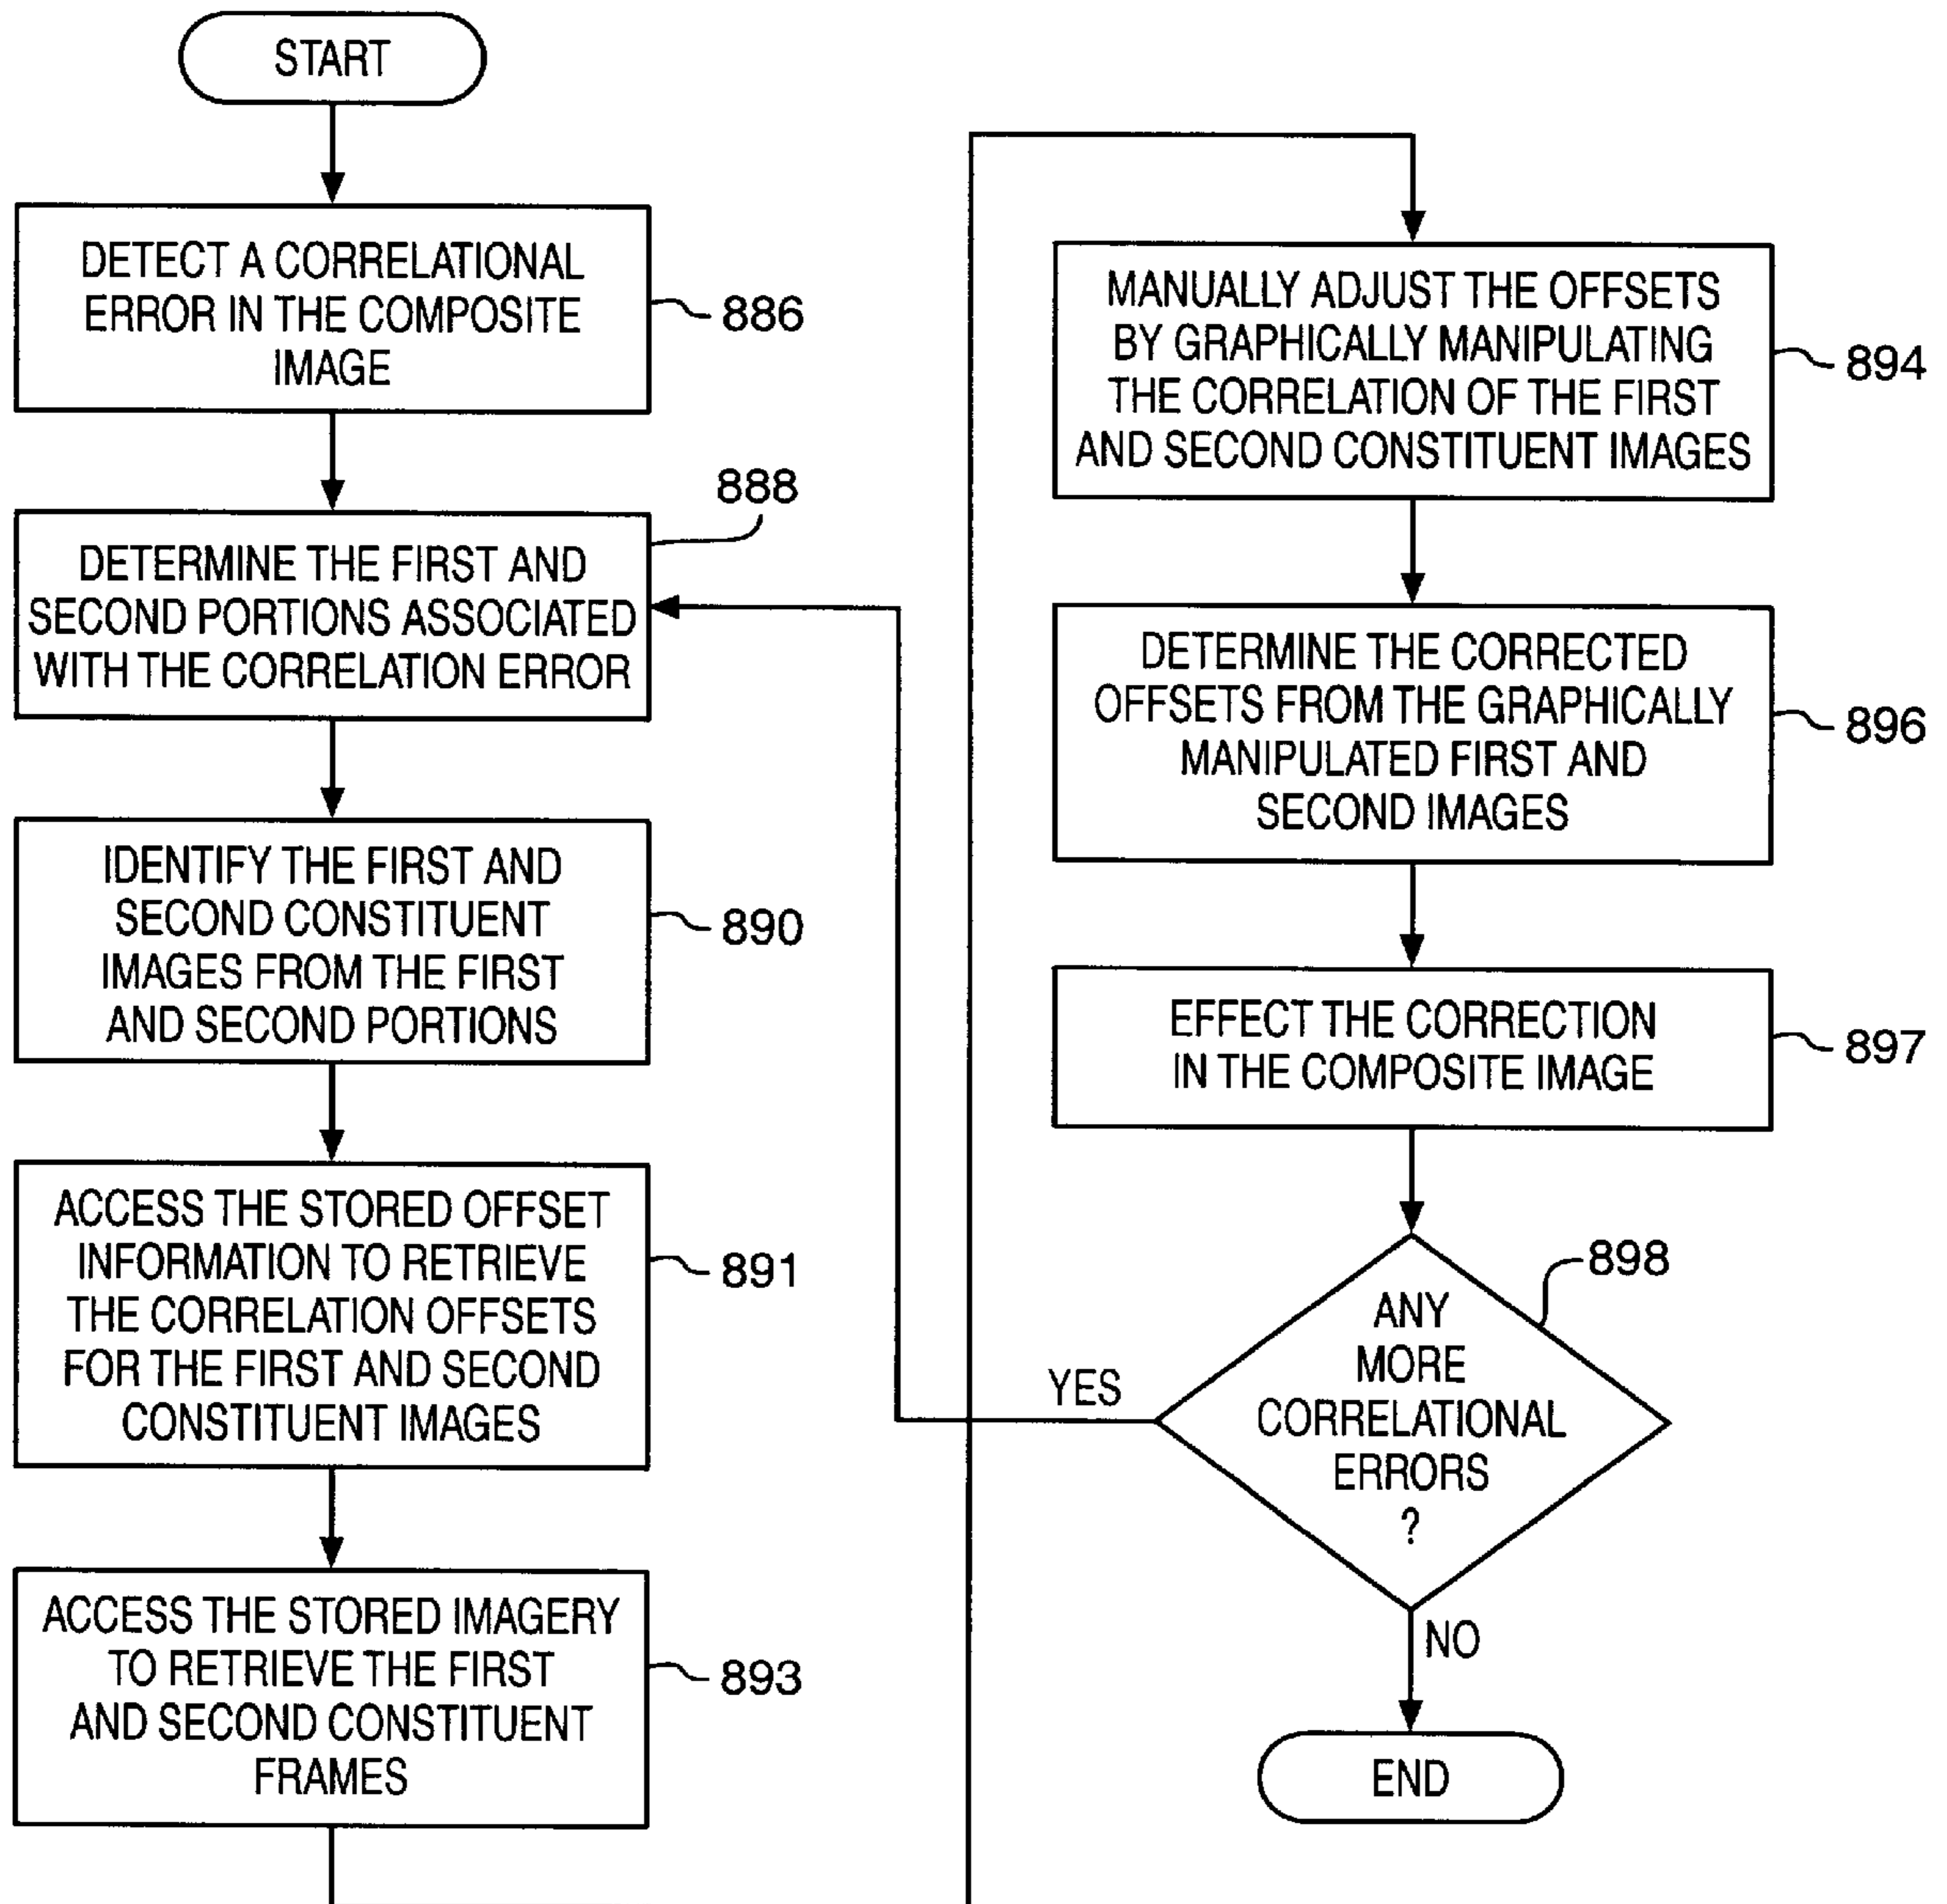 START
DETECT A CORRELATIONAL
ERROR IN THE COMPOSITE
IMAGE
886
888
DETERMINE THE FIRST AND
SECOND PORTIONS ASSOCIATED
WITH THE CORRELATION ERROR
IDENTIFY THE FIRST AND
SECOND CONSTITUENT
IMAGES FROM THE FIRST
AND SECOND PORTIONS
890
ACCESS THE STORED OFFSET
INFORMATION TO RETRIEVE
THE CORRELATION OFFSETS
FOR THE FIRST AND SECOND
CONSTITUENT IMAGES
891
ACCESS THE STORED IMAGERY
TO RETRIEVE THE FIRST
AND SECOND CONSTITUENT
FRAMES
893
MANUALLY ADJUST THE OFFSETS
BY GRAPHICALLY MANIPULATING
THE CORRELATION OF THE FIRST
AND SECOND CONSTITUENT IMAGES
894
DETERMINE THE CORRECTED
OFFSETS FROM THE GRAPHICALLY
MANIPULATED FIRST AND
SECOND IMAGES
896
EFFECT THE CORRECTION
IN THE COMPOSITE IMAGE
897
898
ANY
MORE
CORRELATIONAL
ERRORS
?
YES
NO
END